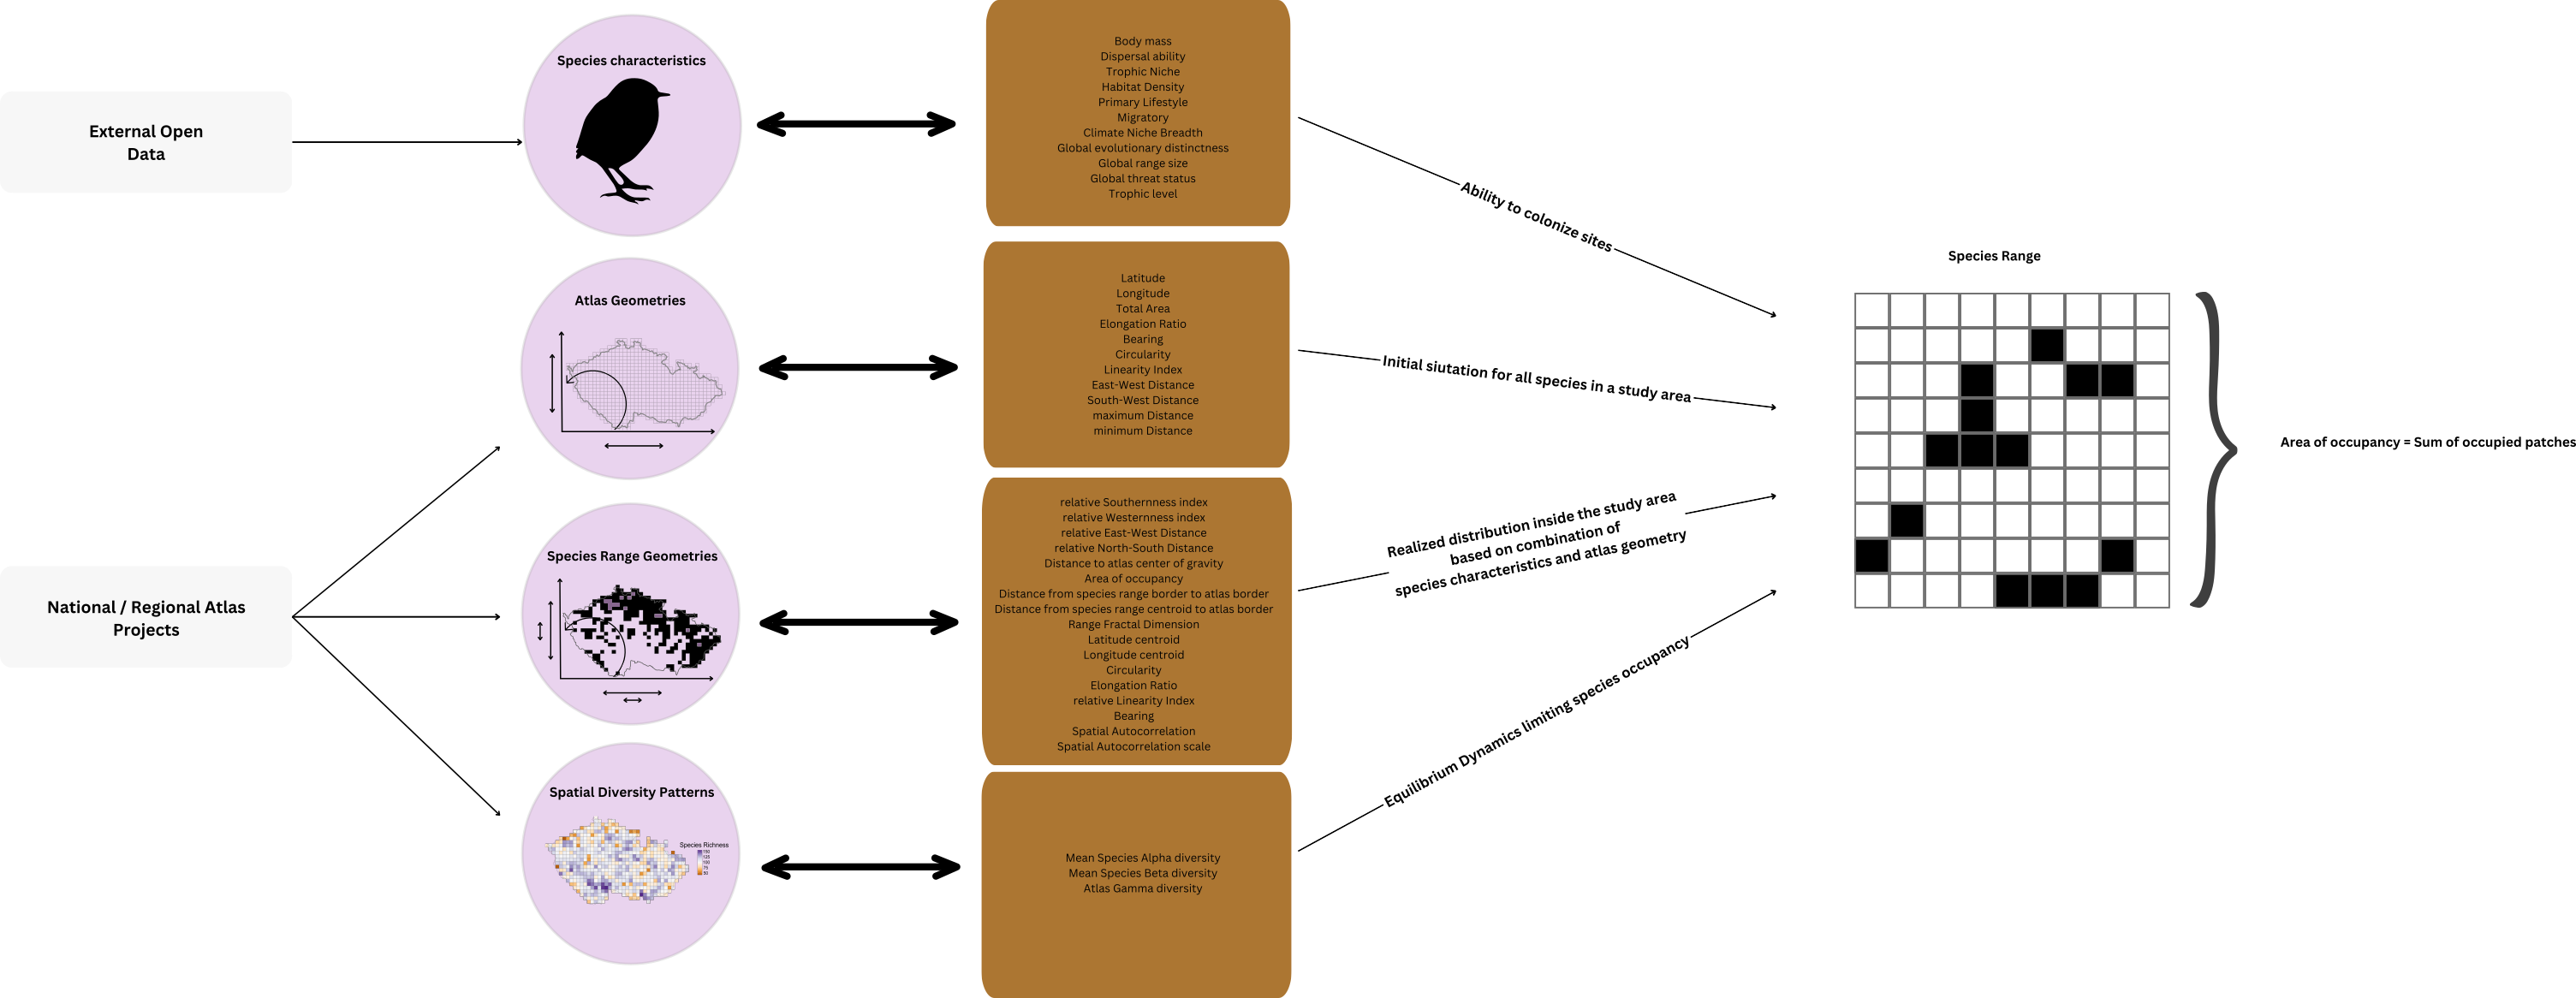 External Open
Data
National / Regional Atlas
Projects
Species characteristics
Atlas Geometries
Species Range Geometries
Spatial Diversity Patterns
Species Richness
150
125
100
75
50
Body mass
Dispersal ability
Trophic Niche
Habitat Density
Primary Lifestyle
Migratory
Climate Niche Breadth
Global evolutionary distinctness
Global range size
Global threat status
Trophic level
Latitude
Longitude
Total Area
Elongation Ratio
Bearing
Circularity
Linearity Index
East-West Distance
South-West Distance
maximum Distance
minimum Distance
relative Southernness index
relative Westernness index
relative East-West Distance
relative North-South Distance
Distance to atlas center of gravity
Area of occupancy
Distance from species range border to atlas border
Distance from species range centroid to atlas border
Range Fractal Dimension
Latitude centroid
Longitude centroid
Circularity
Elongation Ratio
relative Linearity Index
Bearing
Spatial Autocorrelation
Spatial Autocorrelation scale
Mean Species Alpha diversity
Mean Species Beta diversity
Atlas Gamma diversity
Ability to colonize sites
Initial siutation for all species in a study area
Realized distribution inside the study area
based on combination of
species characteristics and atlas geometry
Equilibrium Dynamics limiting species occupancy
Species Range
Area of occupancy = Sum of occupied patches